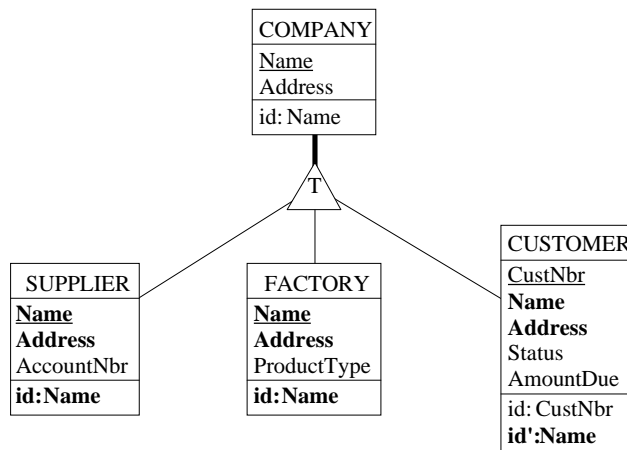 COMPANY
Name
Address
id: Name
T
SUPPLIER
Name
Address
AccountNbr
id:Name
FACTORY
Name
Address
ProductType
id:Name
CUSTOMER
CustNbr
Name
Address
Status
AmountDue
id: CustNbr
id':Name